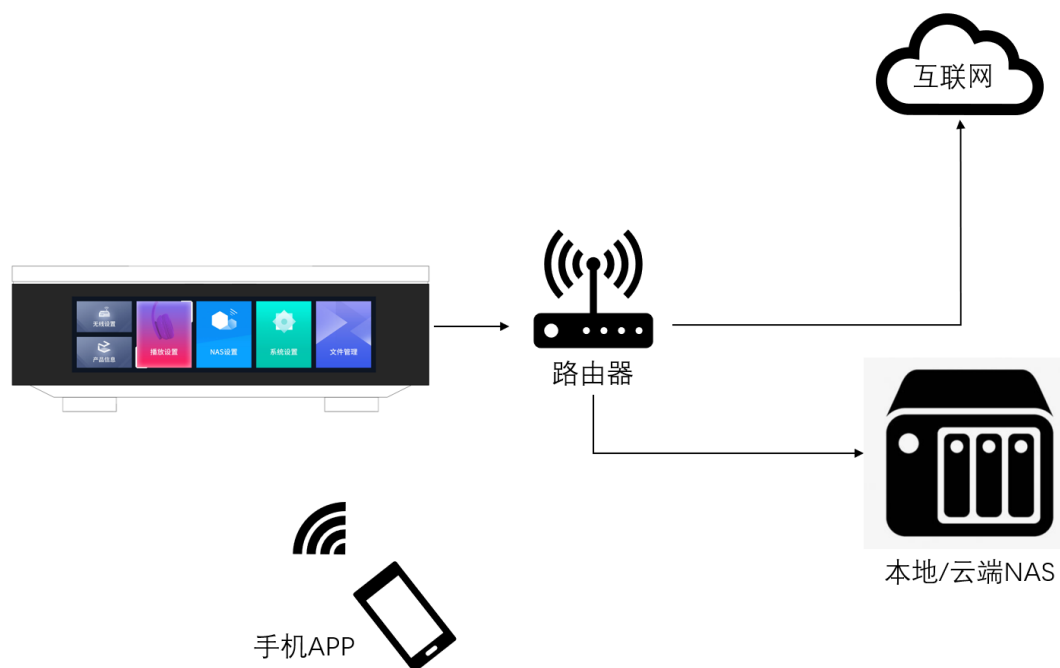 互联网
无线设置
产品信息
播放设置
NAS设置
系统设置
文件管理
路由器
本地/云端NAS
手机APP